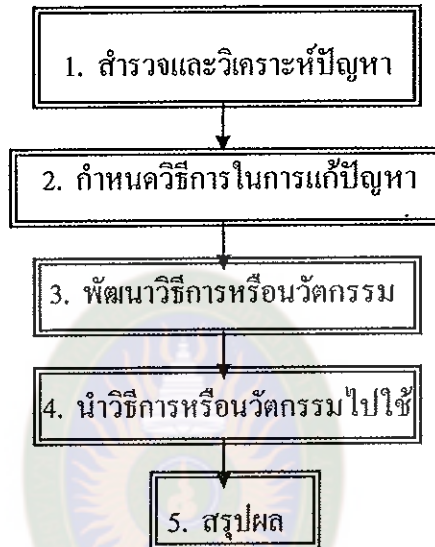 1. สำรวจและวิเคราะห์ปัญหา
2. กำหนดวิธีการในการแก้ปัญหา
3. พัฒนาวิธีการหรือนวัตกรรม
4. นำวิธีการหรือนวัตกรรมไปใช้
5. สรุปผล